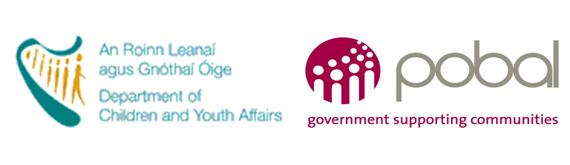 An Roinn Leanaí
agus Gnóthaí Óige
Department of
Children and Youth Affairs
pobal
government supporting communities